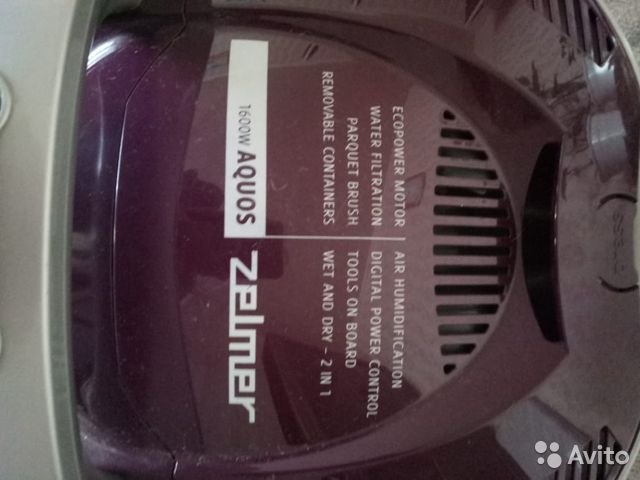 ECOPOWER MOTOR
WATER FILTRATION
PARQUET BRUSH
REMOVABLE CONTAINERS
AIR HUMIDIFICATION
DIGITAL POWER CONTROL
TOOLS ON BOARD
WET AND DRY – 2 IN 1
1600W AQUOS
zelmer
Avito